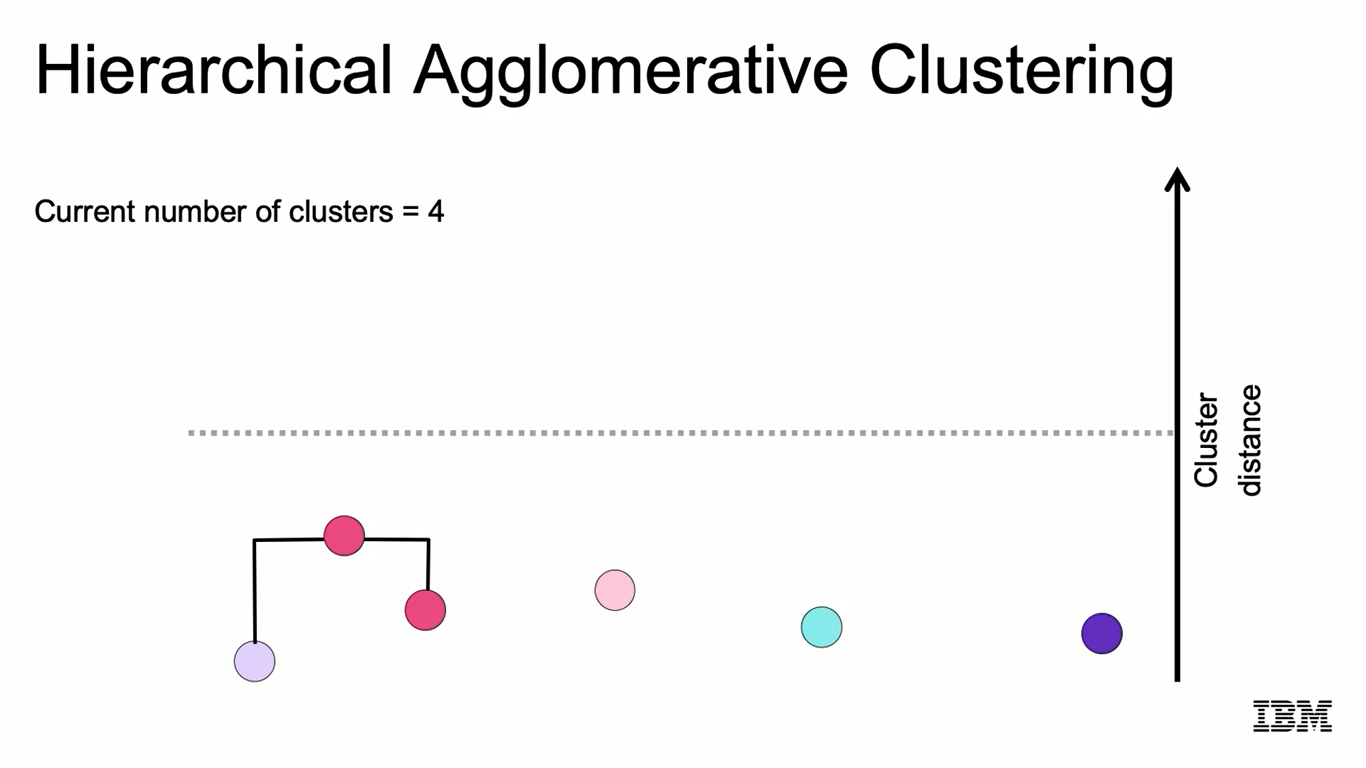 Hierarchical Agglomerative Clustering
Current number of clusters = 4
Cluster
distance
IBM